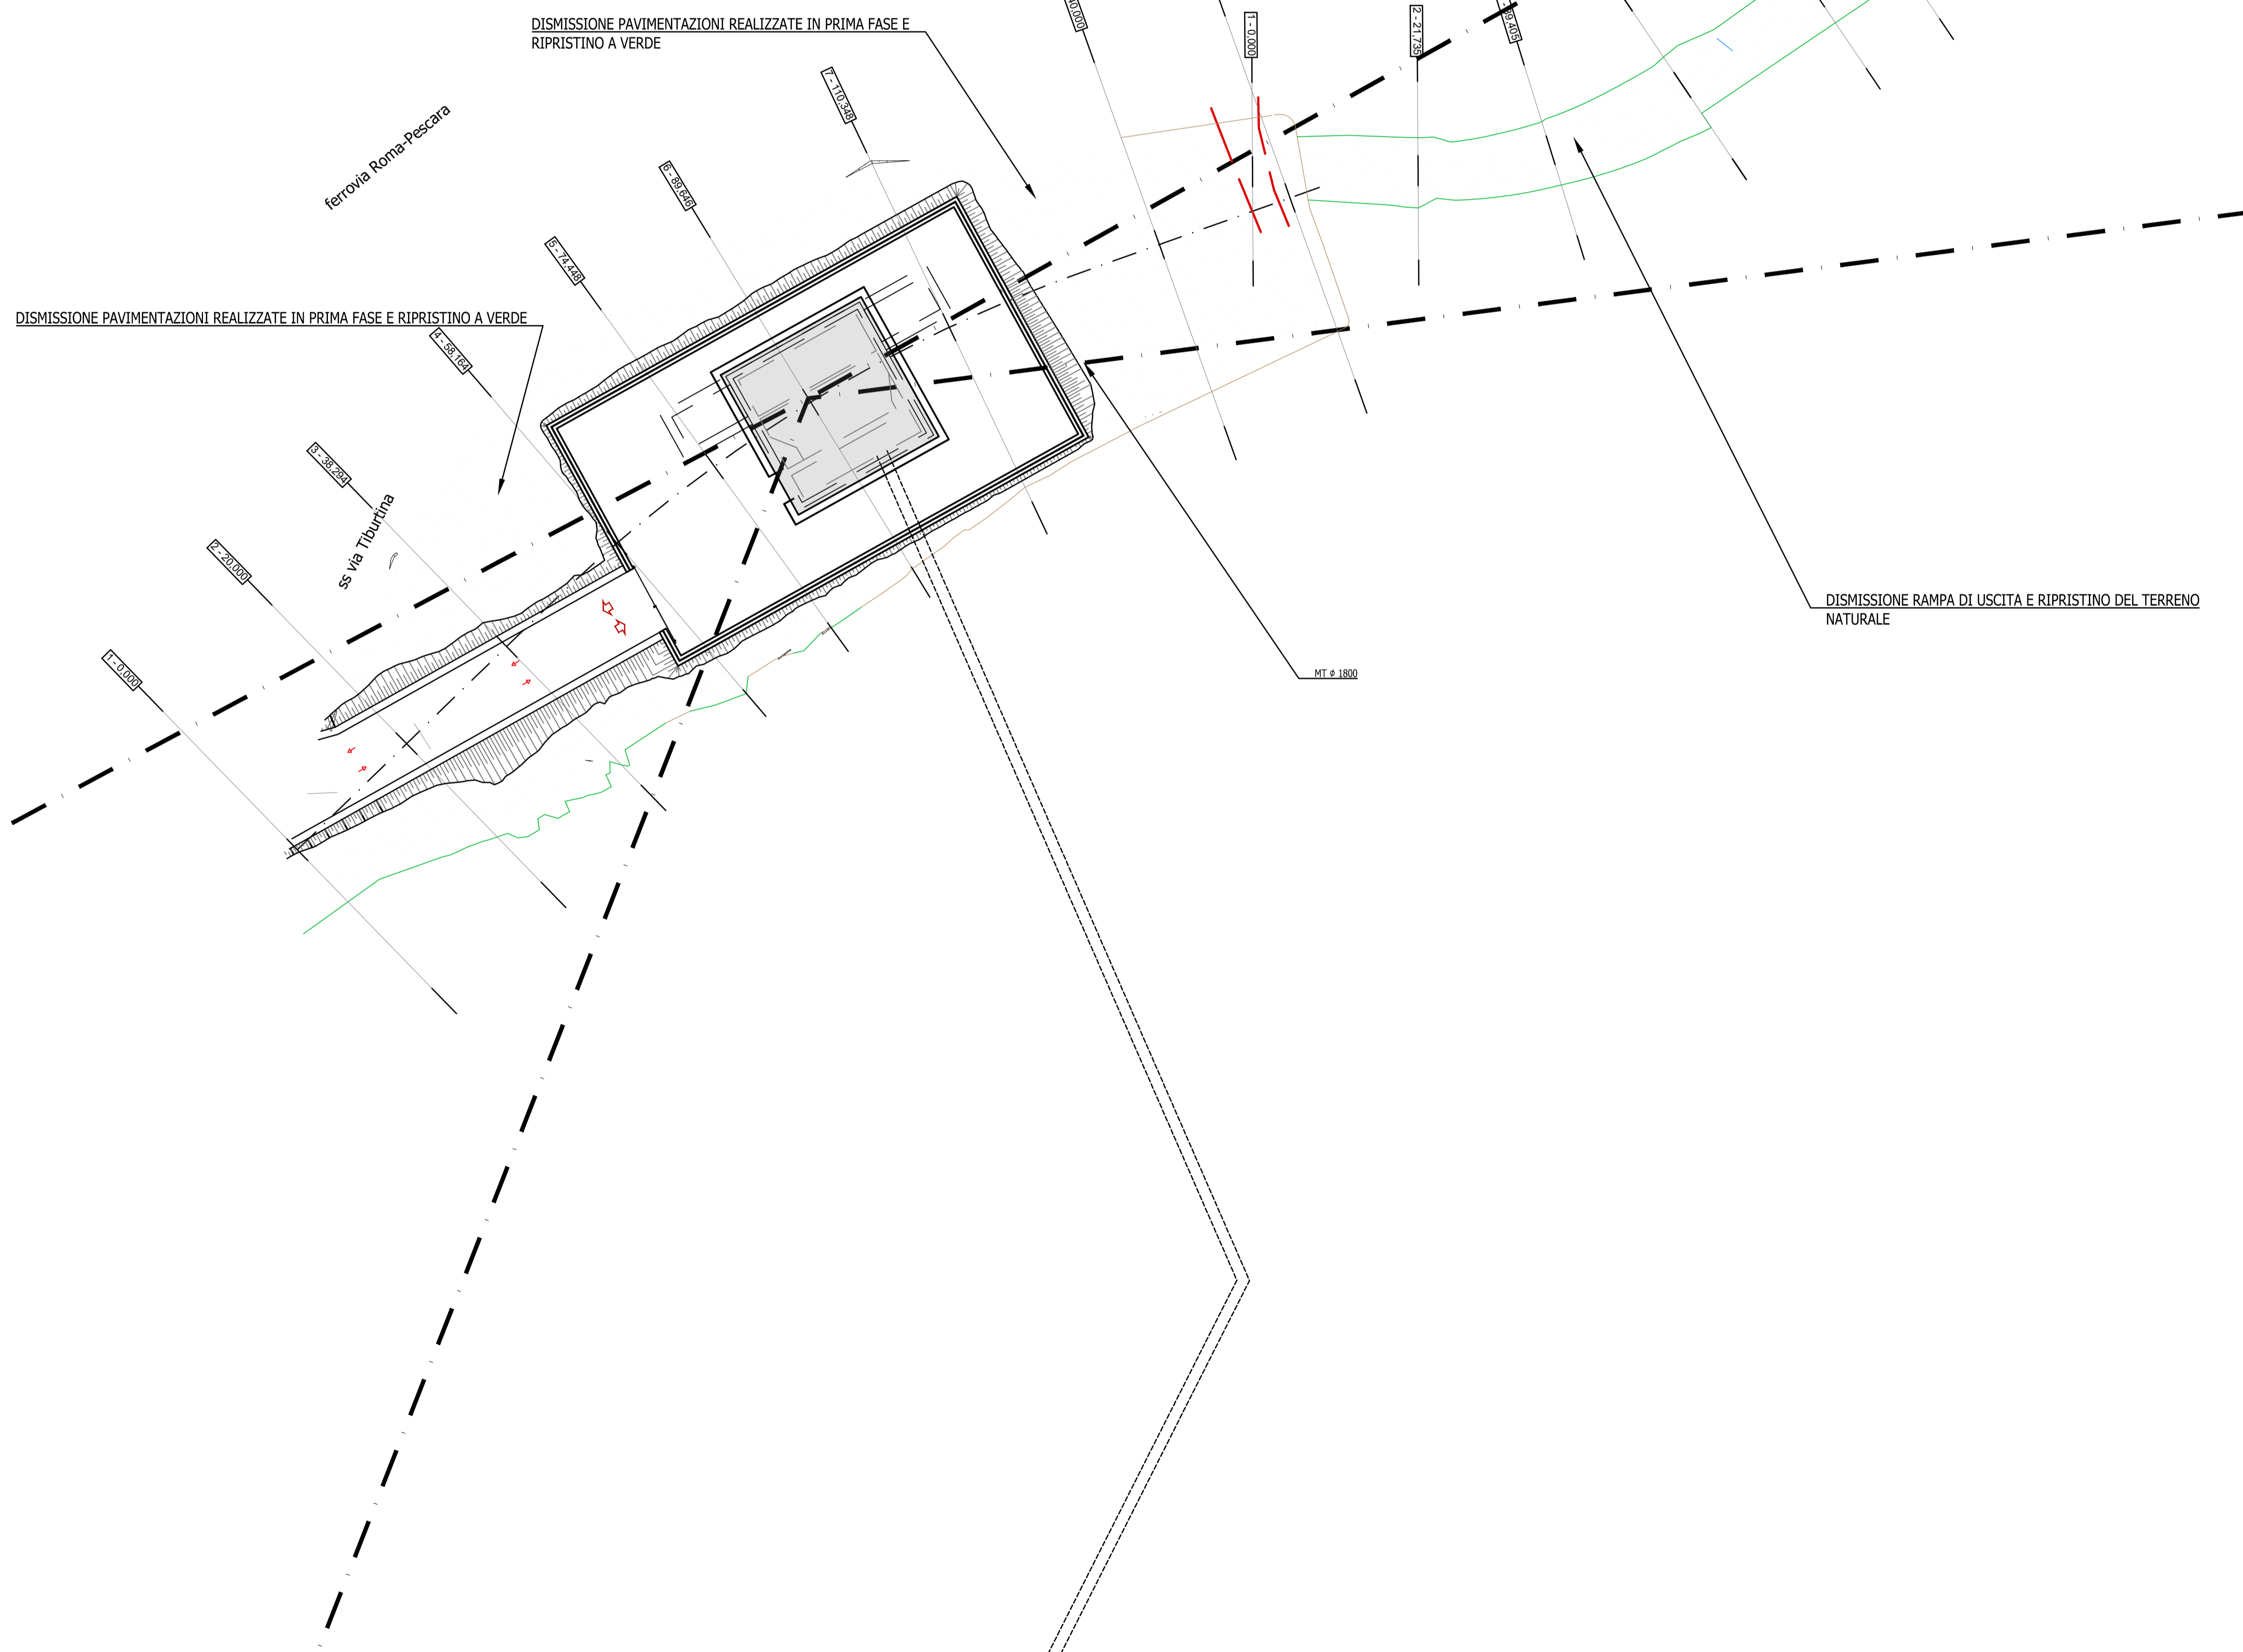 DISMISSIONE PAVIMENTAZIONI REALIZZATE IN PRIMA FASE E
RIPRISTINO A VERDE
1 - 0,000
2 - 21,735
7 - 110,348
ferrovia Roma-Pescara
6 - 89,646
5 - 74,448
DISMISSIONE PAVIMENTAZIONI REALIZZATE IN PRIMA FASE E RIPRISTINO A VERDE
4 - 58,164
3 - 38,294
ss via Tiburtina
2 - 20,000
1 - 0,000
DISMISSIONE RAMPA DI USCITA E RIPRISTINO DEL TERRENO
NATURALE
MT ø 1800